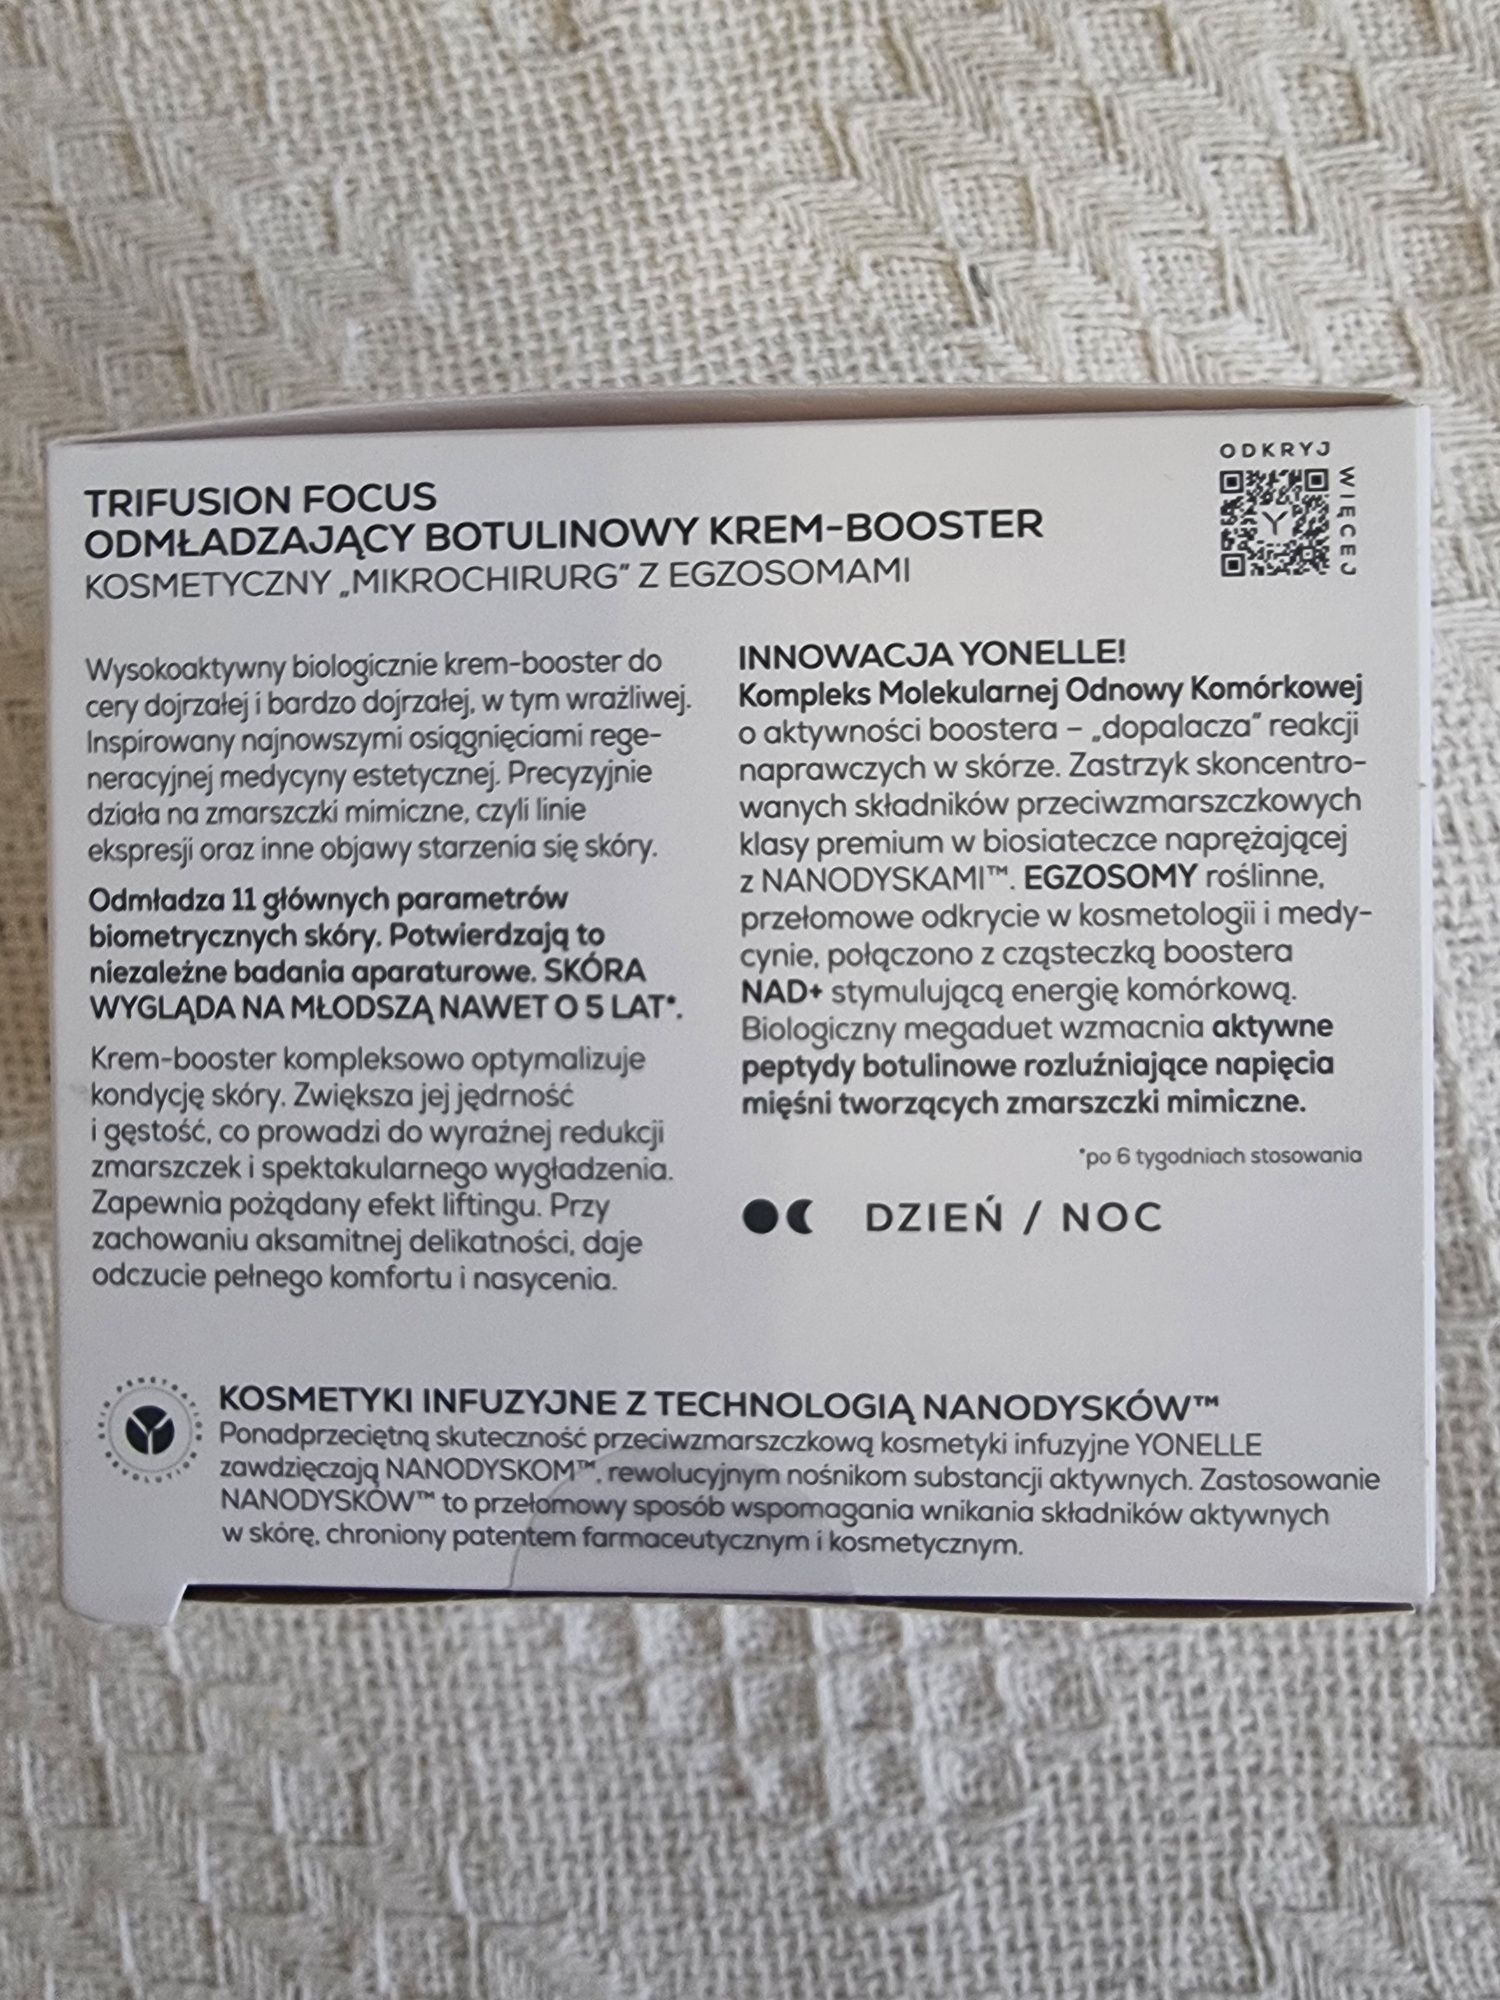 ODKRYJ
WIĘCEJ
TRIFUSION FOCUS
ODMŁADZAJĄCY BOTULINOWY KREM-BOOSTER
KOSMETYCZNY „MIKROCHIRURG" Z EGZOSOMAMI
Wysokoaktywny biologicznie krem-booster do
cery dojrzałej i bardzo dojrzałej, w tym wrażliwej.
Inspirowany najnowszymi osiągnięciami rege-
neracyjnej medycyny estetycznej. Precyzyjnie
działa na zmarszczki mimiczne, czyli linie
ekspresji oraz inne objawy starzenia się skóry.
Odmładza 11 głównych parametrów
biometrycznych skóry. Potwierdzają to
niezależne badania aparaturowe. SKÓRA
WYGLĄDA NA MŁODSZĄ NAWET O 5 LAT*.
Krem-booster kompleksowo optymalizuje
kondycję skóry. Zwiększa jej jędrność
i gęstość, co prowadzi do wyraźnej redukcji
zmarszczek i spektakularnego wygładzenia.
Zapewnia pożądany efekt liftingu. Przy
zachowaniu aksamitnej delikatności, daje
odczucie pełnego komfortu i nasycenia.
INNOWACJA YONELLE!
Kompleks Molekularnej Odnowy Komórkowej
o aktywności boostera – „dopalacza" reakcji
naprawczych w skórze. Zastrzyk skoncentro-
wanych składników przeciwzmarszczkowych
klasy premium w biosiateczce naprężającej
z NANODYSKAMI™. EGZOSOMY roślinne,
przełomowe odkrycie w kosmetologii i medy-
cynie, połączono z cząsteczką boostera
NAD+ stymulującą energię komórkową.
Biologiczny megaduet wzmacnia aktywne
peptydy botulinowe rozluźniające napięcia
mięśni tworzących zmarszczki mimiczne.
*po 6 tygodniach stosowania
DZIEŃ / NOC
KOSMETYKI INFUZYJNE Z TECHNOLOGIĄ NANODYSKÓW™
Ponadprzeciętną skuteczność przeciwzmarszczkową kosmetyki infuzyjne YONELLE
zawdzięczają NANODYSKOM™, rewolucyjnym nośnikom substancji aktywnych. Zastosowanie
NANODYSKÓW™ to przełomowy sposób wspomagania wnikania składników aktywnych
w skórę, chroniony patentem farmaceutycznym i kosmetycznym.